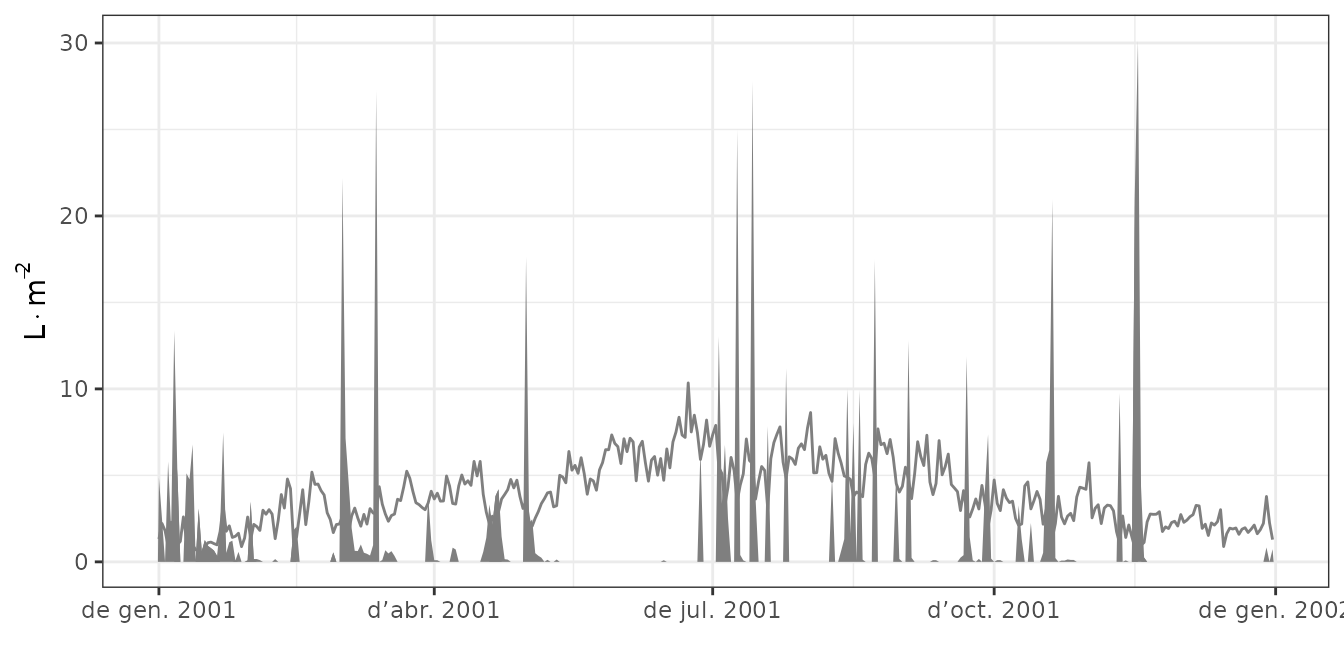 30
20
10
0
L · m⁻²
de gen. 2001
d’abr. 2001
de jul. 2001
d’oct. 2001
de gen. 2002